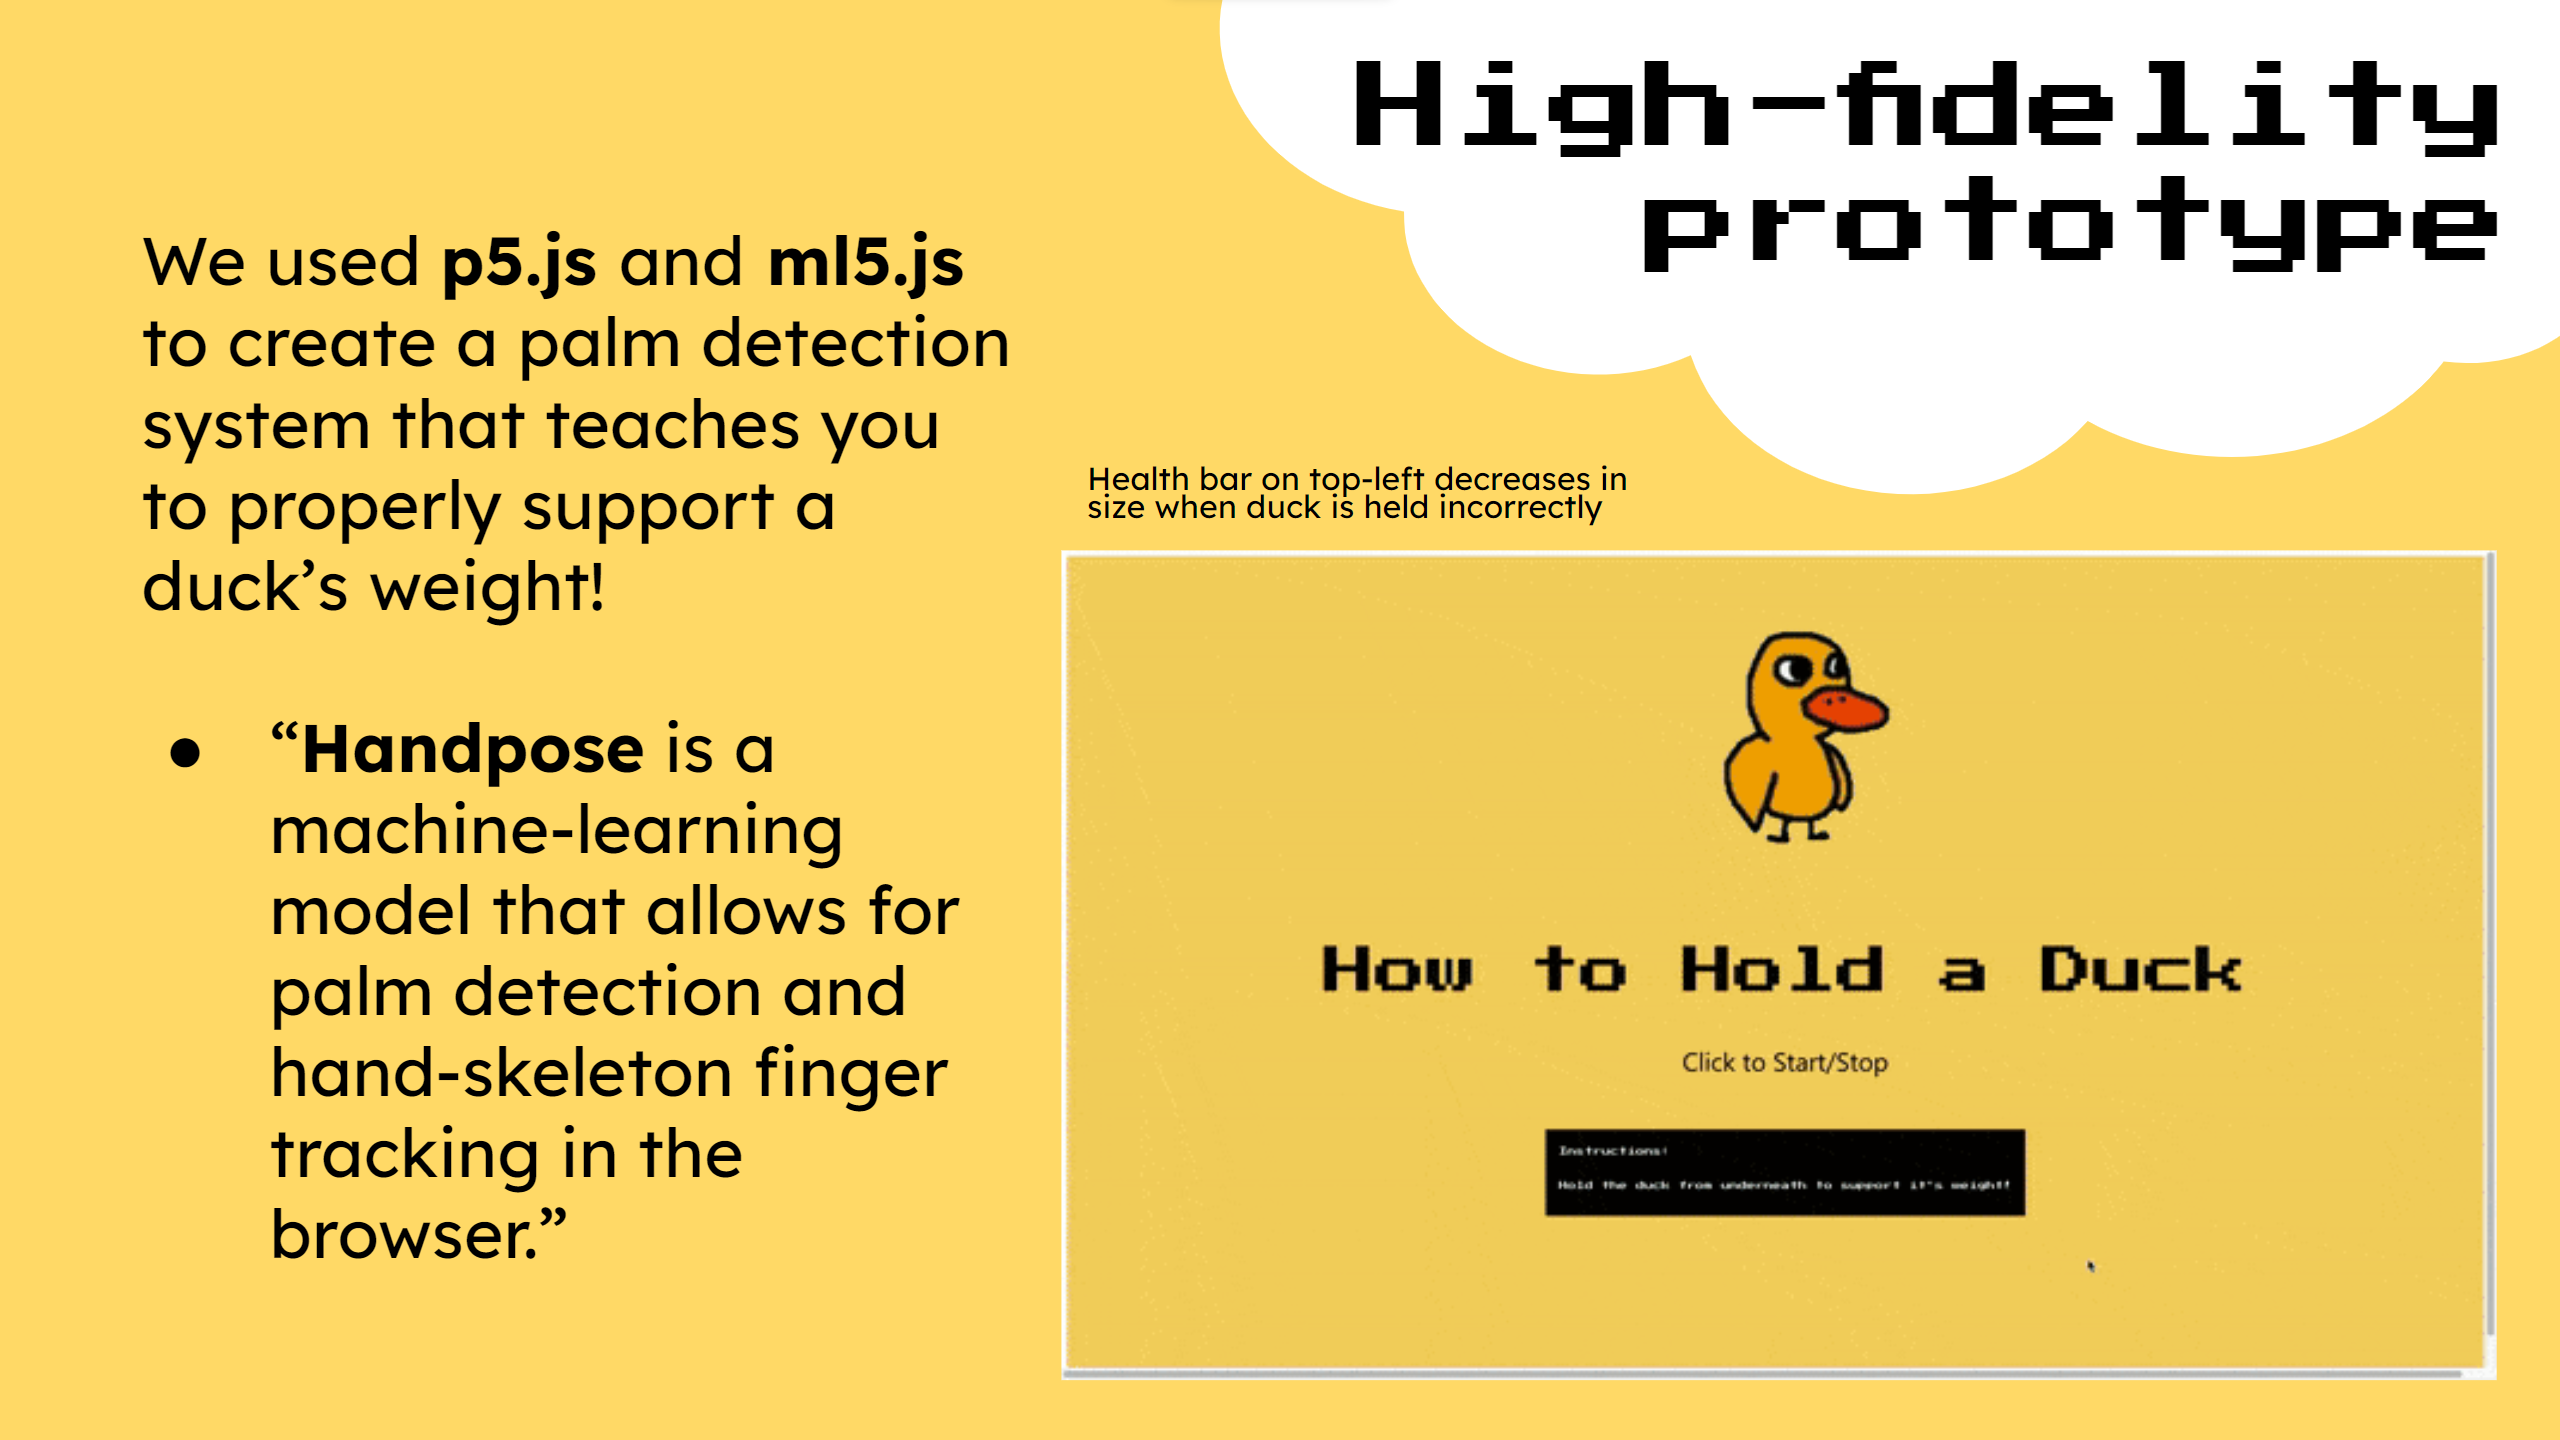 High-fidelity
prototype
We used p5.js and ml5.js
to create a palm detection
system that teaches you
to properly support a
duck’s weight!
● “Handpose is a
machine-learning
model that allows for
palm detection and
hand-skeleton finger
tracking in the
browser.”
Health bar on top-left decreases in
size when duck is held incorrectly
How to Hold a Duck
Click to Start/Stop
Instructions:
Hold the duck from underneath to support it's weight!